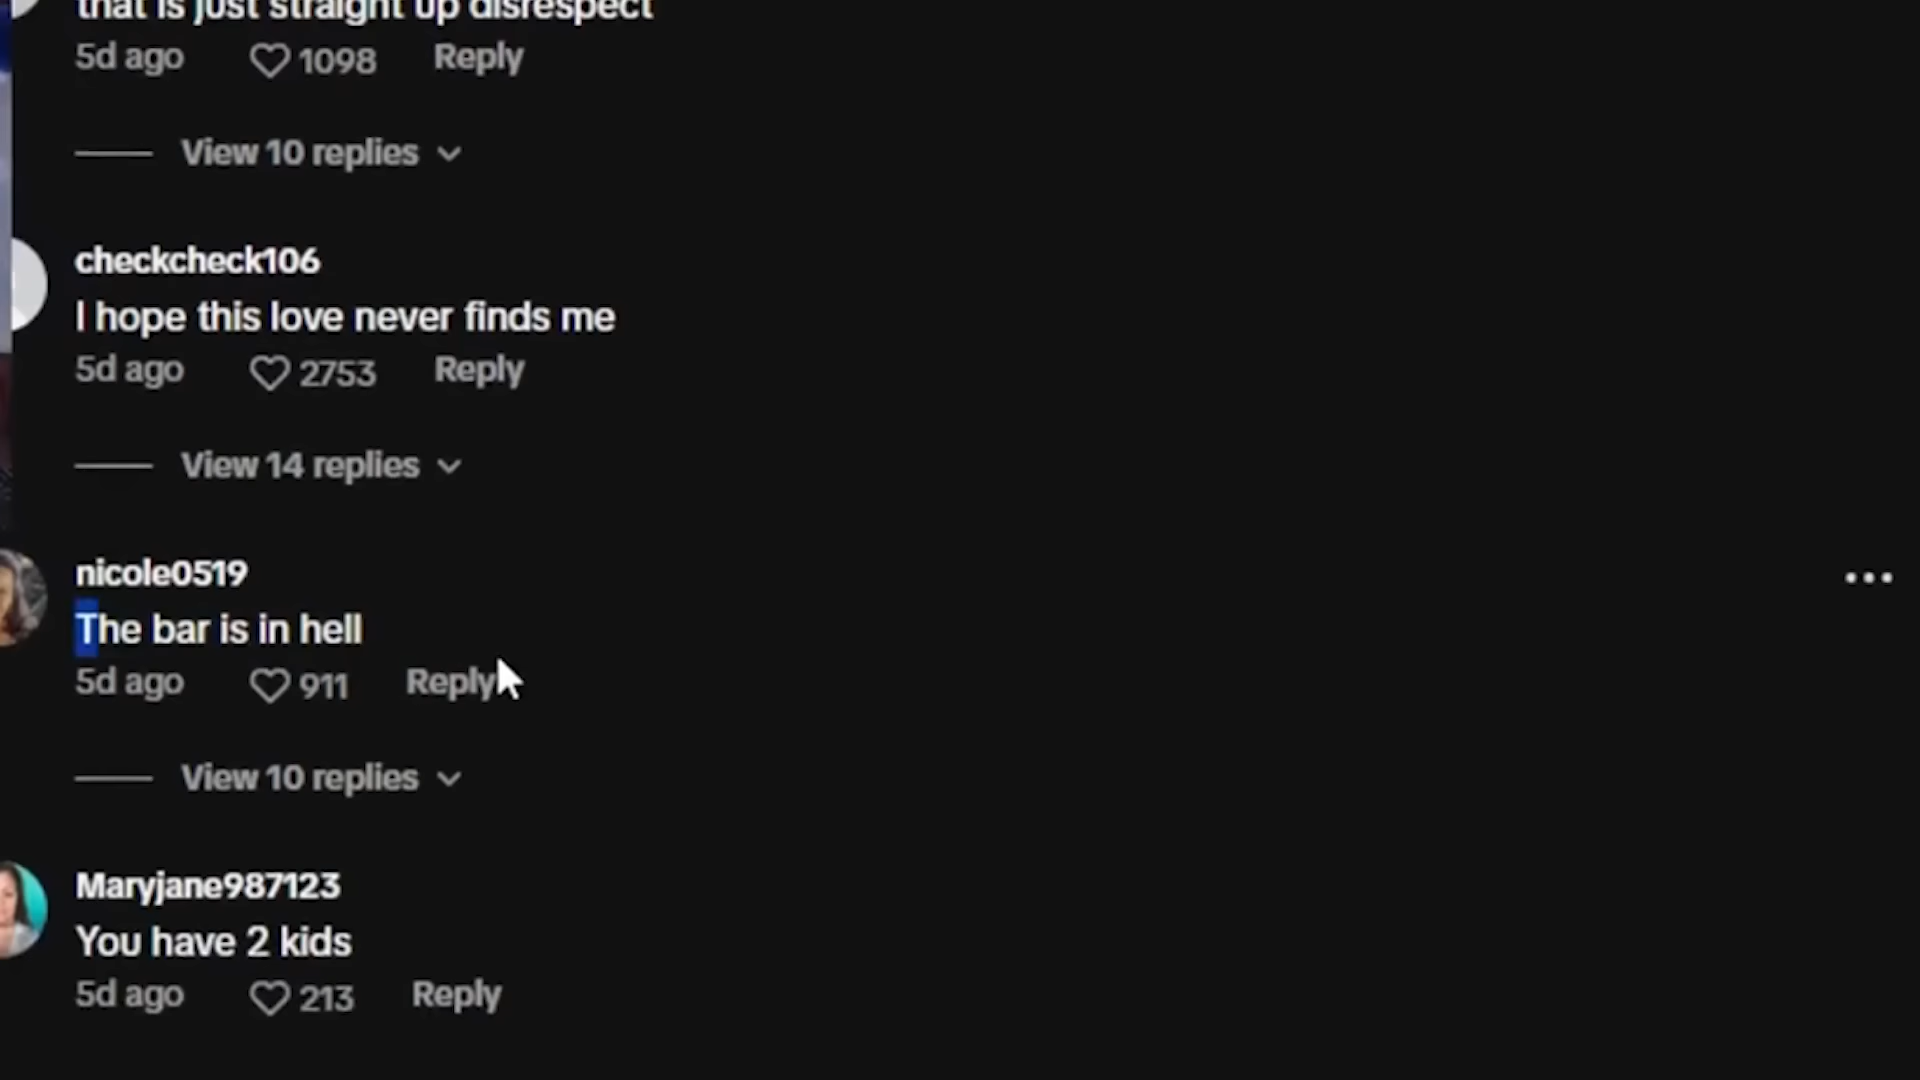 that is just straight up disrespect
5d ago 1098 Reply
View 10 replies
checkcheck106
I hope this love never finds me
5d ago 2753 Reply
View 14 replies
nicole0519
The bar is in hell
5d ago 911 Reply
View 10 replies
Maryjane987123
You have 2 kids
5d ago 213 Reply